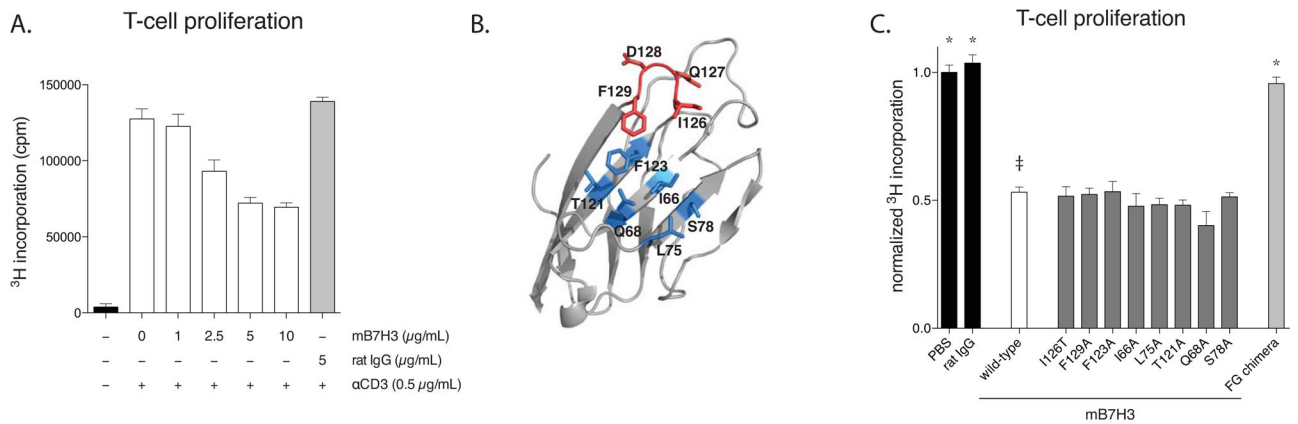 A.
T-cell proliferation
³H incorporation (cpm)
150000
100000
50000
0
– 0 1 2.5 5 10 – mB7H3 (µg/mL)
– – – – – – 5 rat IgG (µg/mL)
– + + + + + + αCD3 (0.5 µg/mL)
B.
D128
Q127
F129
I126
F123
T121
I66
Q68
S78
L75
C.
T-cell proliferation
normalized ³H incorporation
* * ‡ *
1.0
0.5
0.0
PBS
rat IgG
wild-type
I126T
F129A
F123A
I66A
L75A
T121A
Q68A
S78A
FG chimera
mB7H3